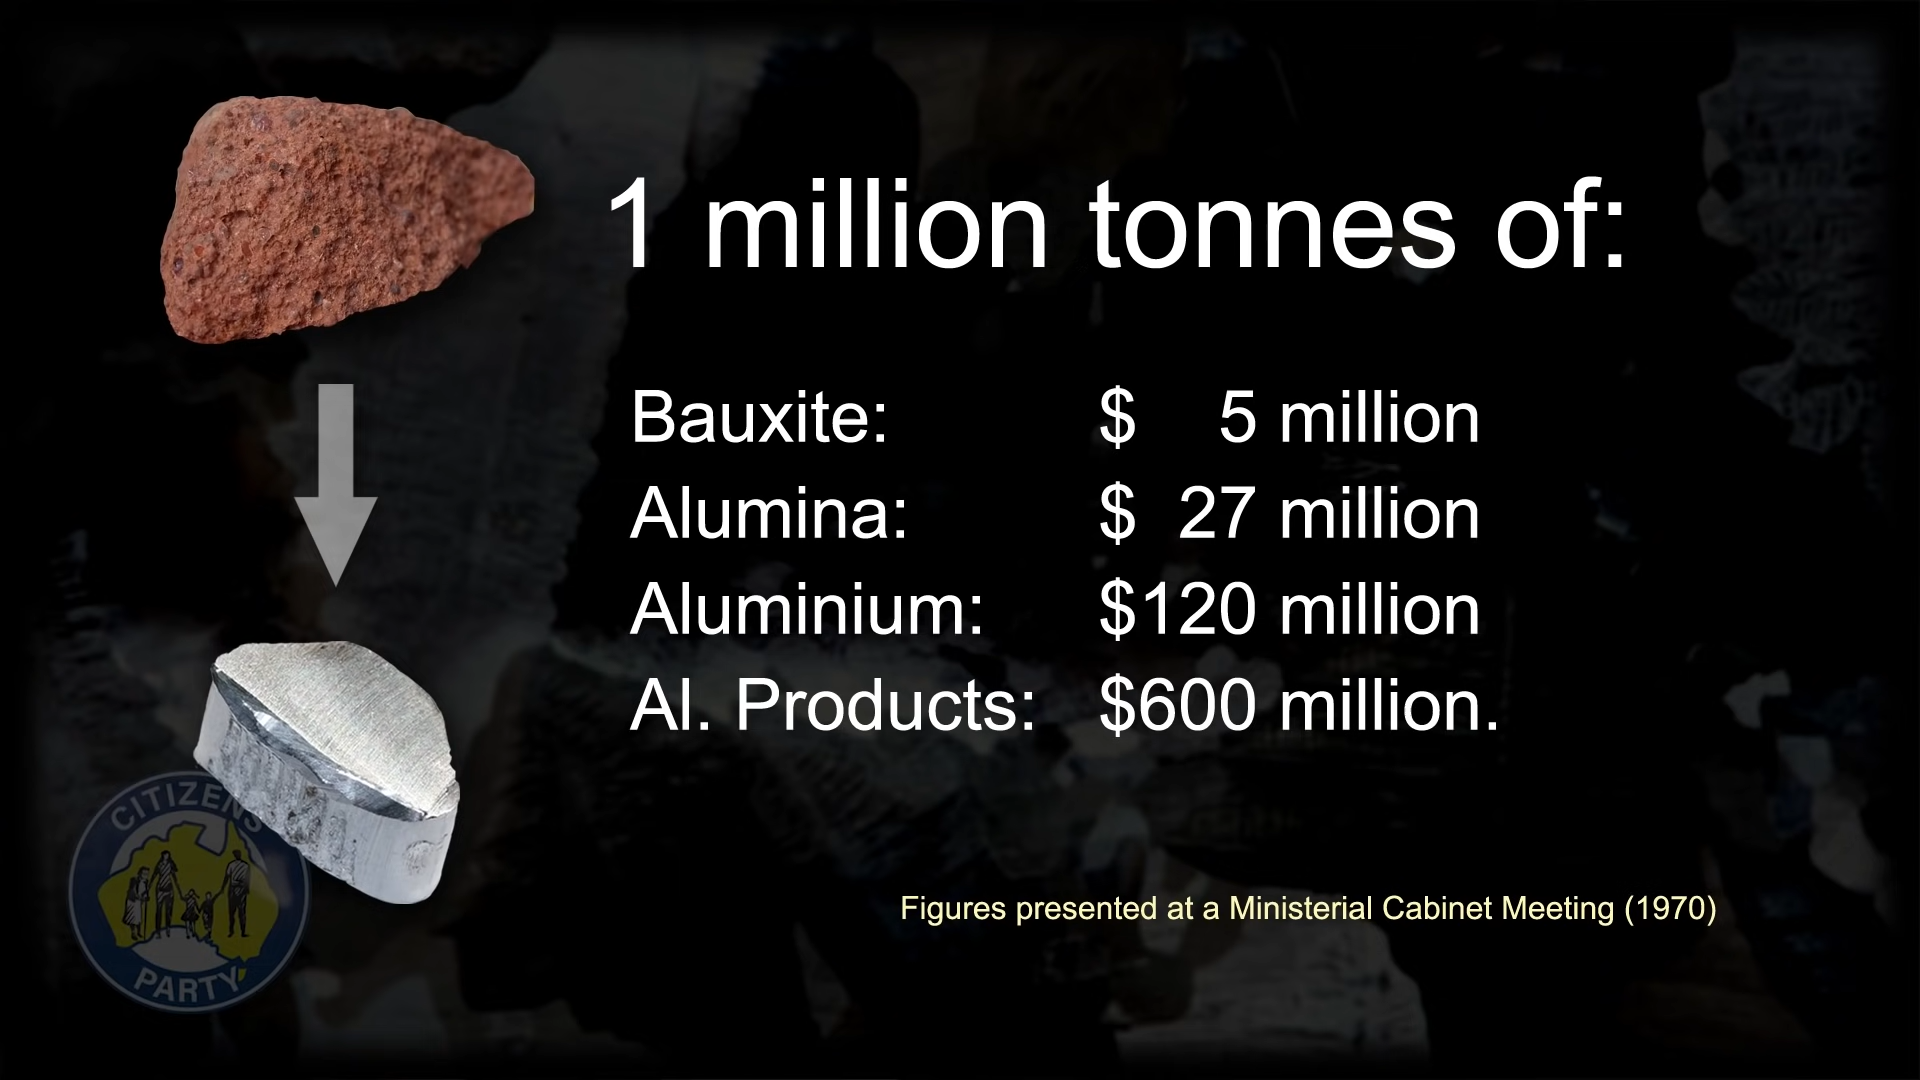 1 million tonnes of:
Bauxite: $ 5 million
Alumina: $ 27 million
Aluminium: $120 million
Al. Products: $600 million.
Figures presented at a Ministerial Cabinet Meeting (1970)
CITIZENS
PARTY